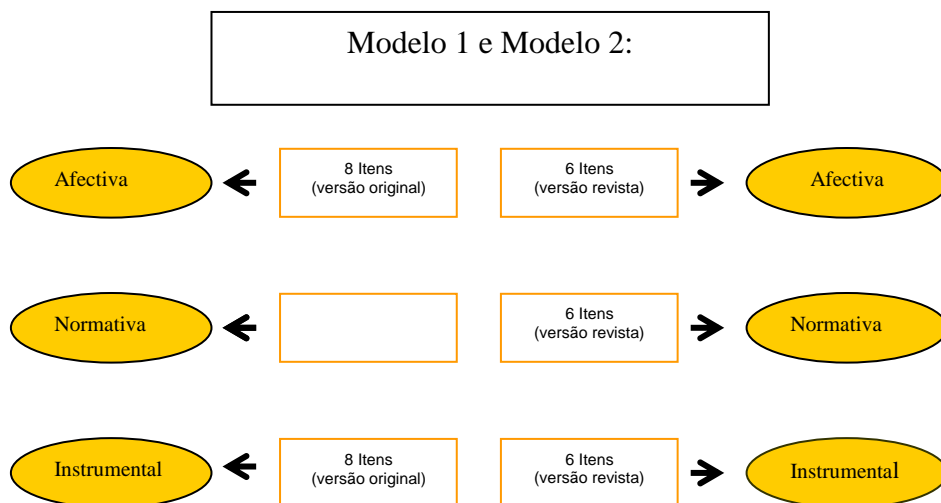 Modelo 1 e Modelo 2:
Afectiva
8 Itens
(versão original)
6 Itens
(versão revista)
Afectiva
Normativa
6 Itens
(versão revista)
Normativa
Instrumental
8 Itens
(versão original)
6 Itens
(versão revista)
Instrumental